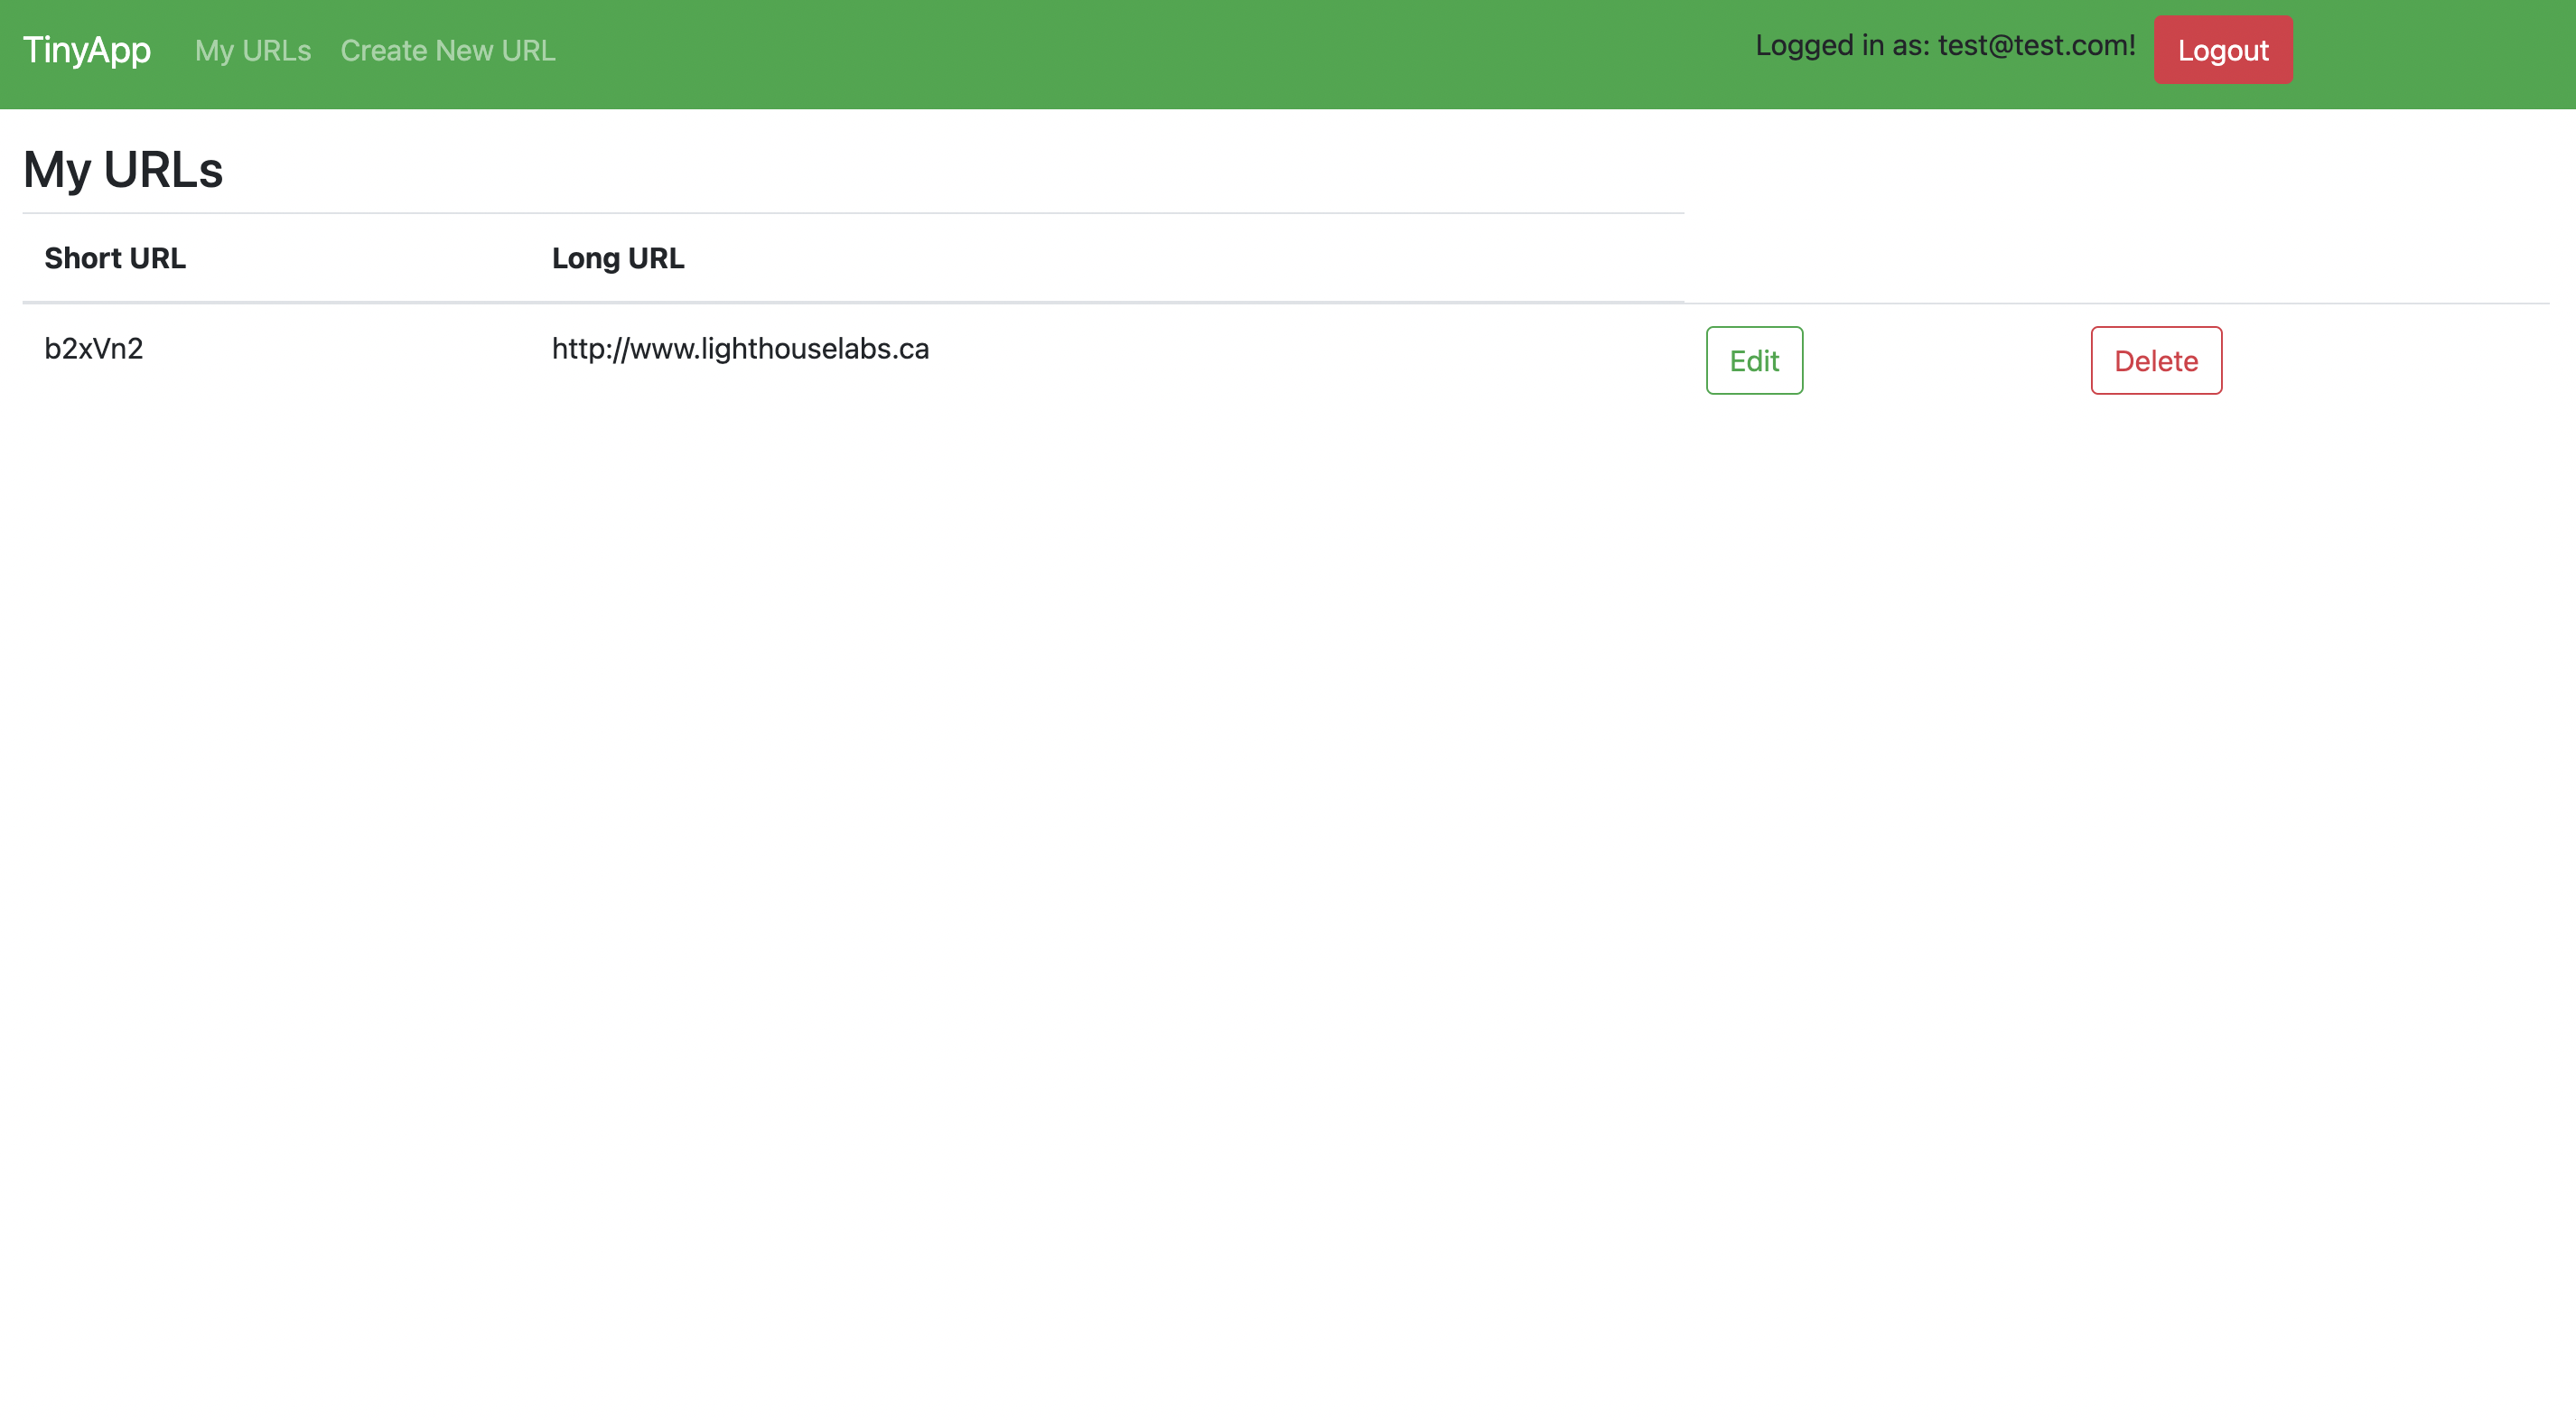 TinyApp My URLs Create New URL Logged in as: test@test.com! Logout
My URLs
Short URL Long URL
b2xVn2 http://www.lighthouselabs.ca Edit Delete